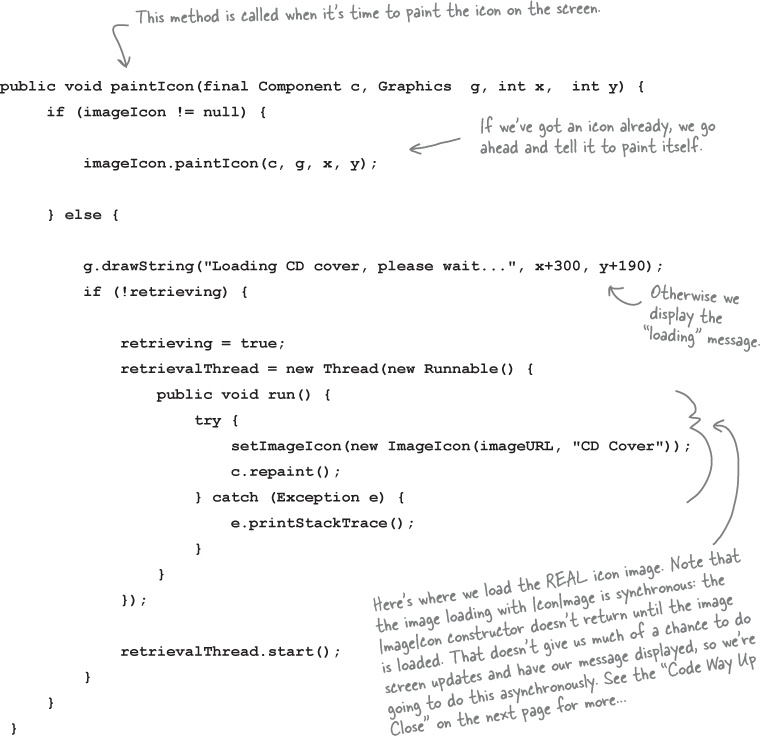 This method is called when it's time to paint the icon on the screen.
public void paintIcon(final Component c, Graphics  g, int x,  int y) {
if (imageIcon != null) {
If we've got an icon already, we go
ahead and tell it to paint itself.
imageIcon.paintIcon(c, g, x, y);
} else {
g.drawString("Loading CD cover, please wait...", x+300, y+190);
if (!retrieving) {
Otherwise we
display the
"loading" message.
retrieving = true;
retrievalThread = new Thread(new Runnable() {
public void run() {
try {
setImageIcon(new ImageIcon(imageURL, "CD Cover"));
c.repaint();
} catch (Exception e) {
e.printStackTrace();
}
}
});
Here's where we load the REAL icon image. Note that
the image loading with IconImage is synchronous: the
ImageIcon constructor doesn't return until the image
is loaded. That doesn't give us much of a chance to do
screen updates and have our message displayed, so we're
going to do this asynchronously. See the "Code Way Up
Close" on the next page for more...
retrievalThread.start();
}
}
}